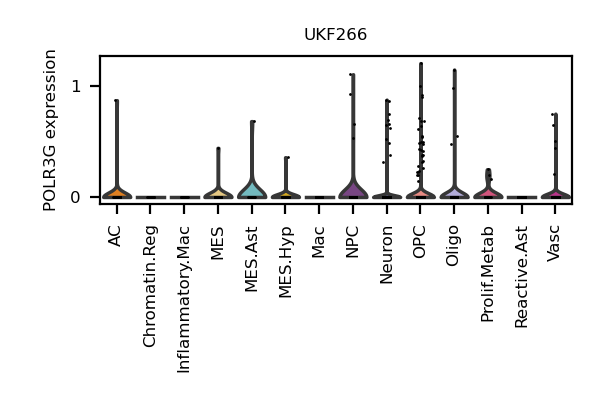 UKF266
POLR3G expression
1
0
AC
Chromatin.Reg
Inflammatory.Mac
MES
MES.Ast
MES.Hyp
Mac
NPC
Neuron
OPC
Oligo
Prolif.Metab
Reactive.Ast
Vasc